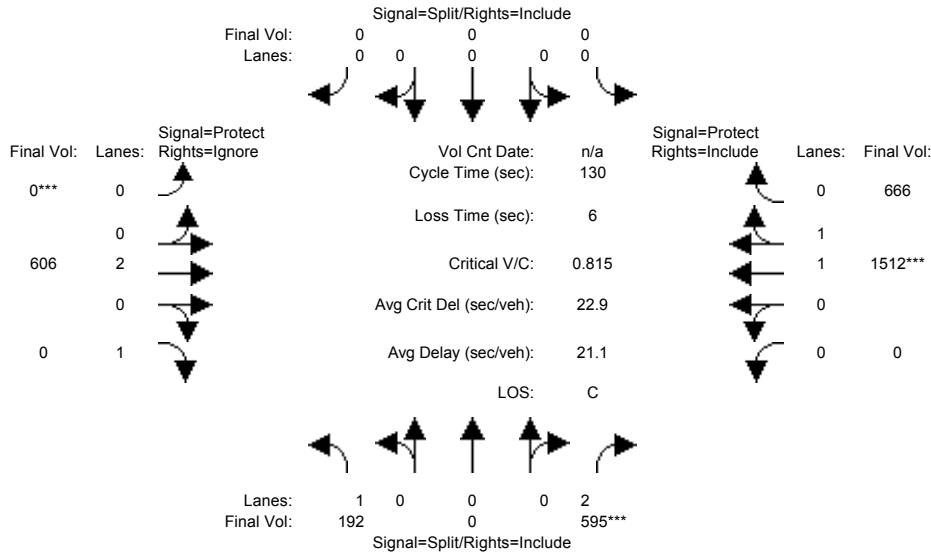 Signal=Split/Rights=Include
Final Vol: 0 0 0
Lanes: 0 0 0 0 0
Signal=Protect Signal=Protect
Final Vol: Lanes: Rights=Ignore Vol Cnt Date: n/a Rights=Include Lanes: Final Vol:
Cycle Time (sec): 130
0*** 0 0 666
Loss Time (sec): 6
0 1
606 2 Critical V/C: 0.815 1 1512***
0 Avg Crit Del (sec/veh): 22.9 0
0 1 Avg Delay (sec/veh): 21.1 0 0
LOS: C
Lanes: 1 0 0 0 2
Final Vol: 192 0 595***
Signal=Split/Rights=Include